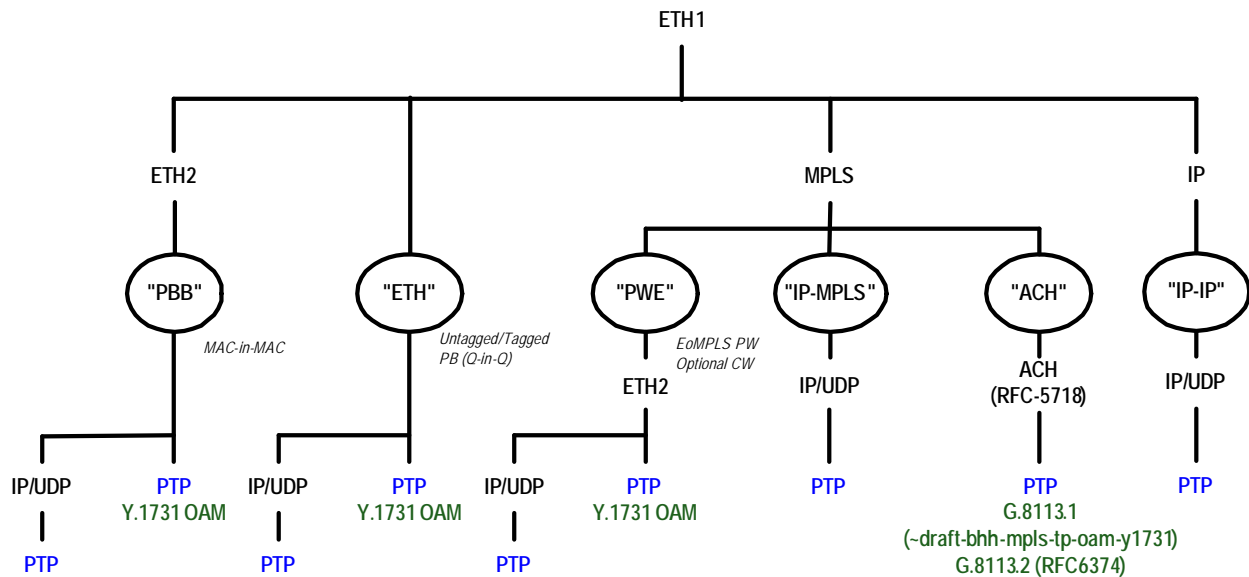 ETH1
ETH2
MPLS
IP
"PBB"
"ETH"
"PWE"
"IP-MPLS"
"ACH"
"IP-IP"
MAC-in-MAC
Untagged/Tagged
PB (Q-in-Q)
EoMPLS PW
Optional CW
ETH2
IP/UDP
ACH
(RFC-5718)
IP/UDP
IP/UDP
PTP
Y.1731 OAM
IP/UDP
PTP
Y.1731 OAM
IP/UDP
PTP
Y.1731 OAM
PTP
PTP
G.8113.1
(~draft-bhh-mpls-tp-oam-y1731)
G.8113.2 (RFC6374)
PTP
PTP
PTP
PTP